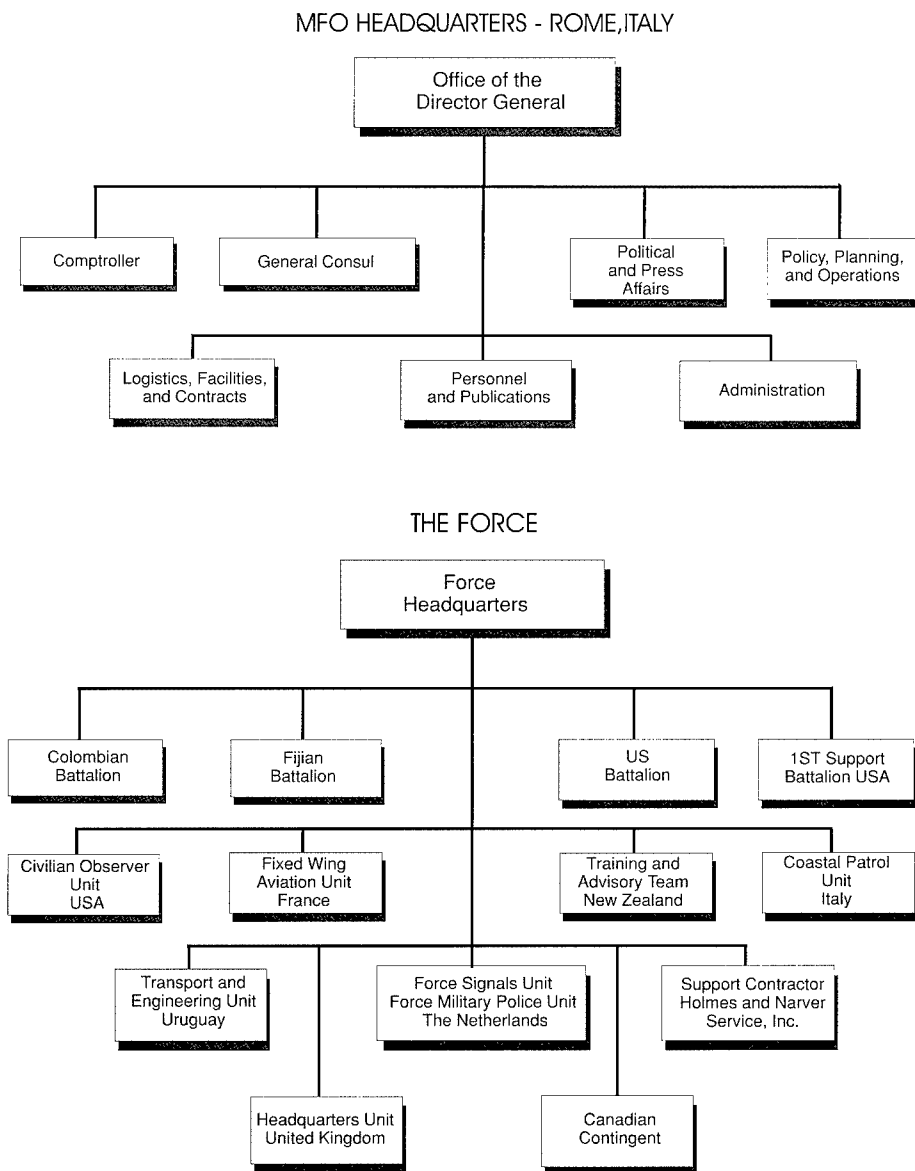 MFO HEADQUARTERS - ROME,ITALY
Office of the
Director General
Comptroller
General Consul
Political
and Press
Affairs
Policy, Planning,
and Operations
Logistics, Facilities,
and Contracts
Personnel
and Publications
Administration
THE FORCE
Force
Headquarters
Colombian
Battalion
Fijian
Battalion
US
Battalion
1ST Support
Battalion USA
Civilian Observer
Unit
USA
Fixed Wing
Aviation Unit
France
Training and
Advisory Team
New Zealand
Coastal Patrol
Unit
Italy
Transport and
Engineering Unit
Uruguay
Force Signals Unit
Force Military Police Unit
The Netherlands
Support Contractor
Holmes and Narver
Service, Inc.
Headquarters Unit
United Kingdom
Canadian
Contingent